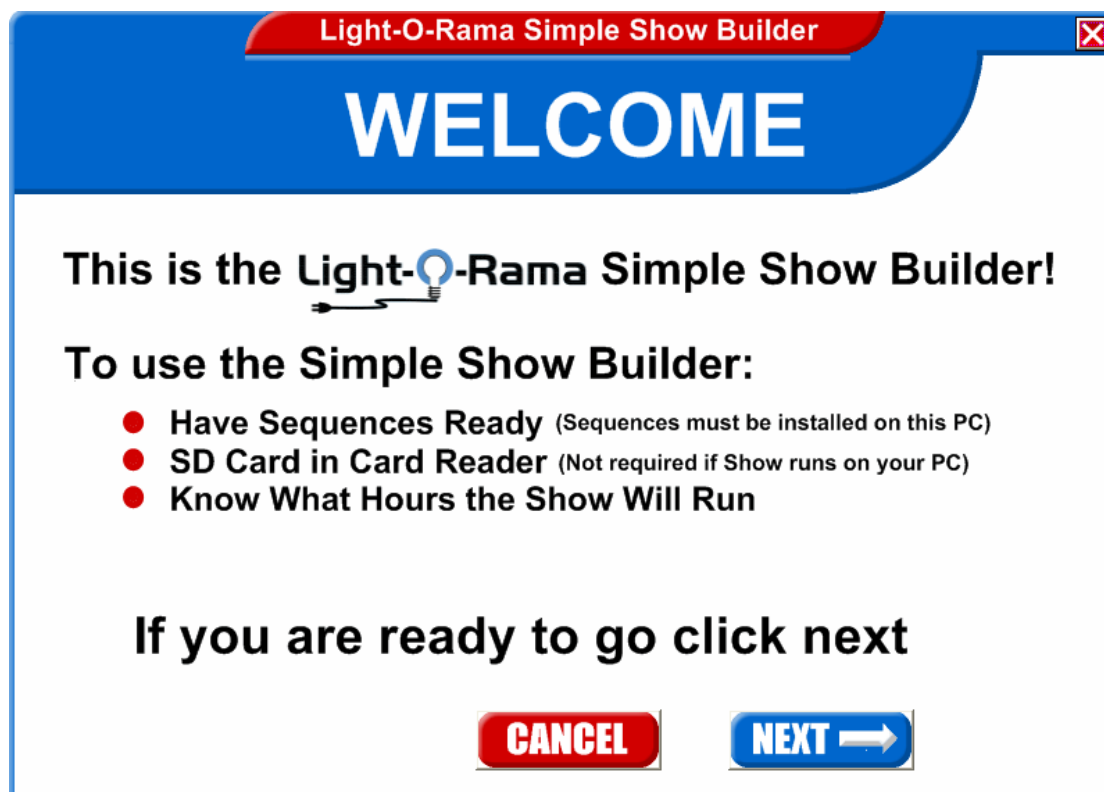 Light-O-Rama Simple Show Builder
WELCOME
This is the Light-O-Rama Simple Show Builder!
To use the Simple Show Builder:
Have Sequences Ready (Sequences must be installed on this PC)
SD Card in Card Reader (Not required if Show runs on your PC)
Know What Hours the Show Will Run
If you are ready to go click next
CANCEL NEXT